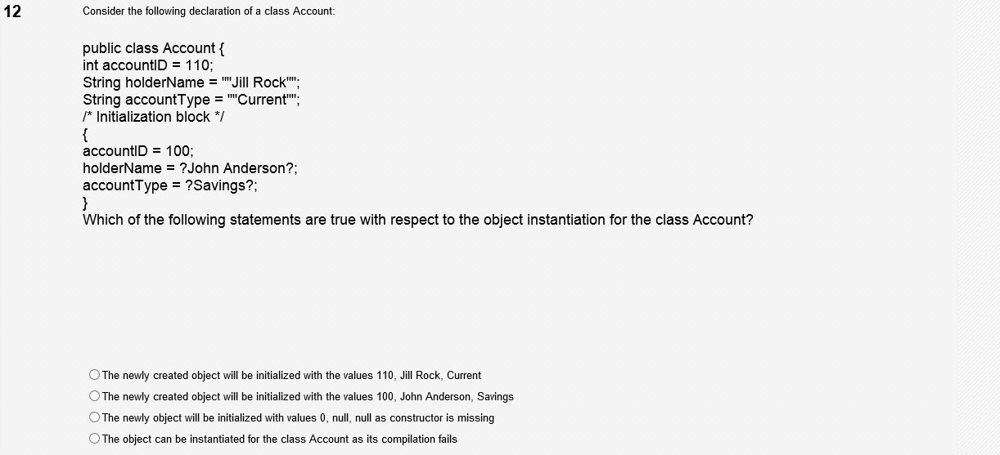 12
Consider the following declaration of a class Account:
public class Account {
int accountID = 110;
String holderName = ""Jill Rock"";
String accountType = ""Current"";
/* Initialization block */
{
accountID = 100;
holderName = ?John Anderson?;
accountType = ?Savings?;
}
Which of the following statements are true with respect to the object instantiation for the class Account?
The newly created object will be initialized with the values 110, Jill Rock, Current
The newly created object will be initialized with the values 100, John Anderson, Savings
The newly object will be initialized with values 0, null, null as constructor is missing
The object can be instantiated for the class Account as its compilation fails